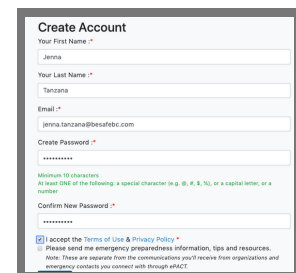 Create Account
Your First Name :*
Jenna
Your Last Name :*
Tanzana
Email :*
jenna.tanzana@besafebc.com
Create Password :*
••••••••••
Minimum 10 characters
At least ONE of the following: a special character (e.g. @, #, $, %), or a capital letter, or a
number
Confirm New Password :*
••••••••••
I accept the Terms of Use & Privacy Policy *
Please send me emergency preparedness information, tips and resources.
Note: These are separate from the communications you'll receive from organizations and
emergency contacts you connect with through ePACT.